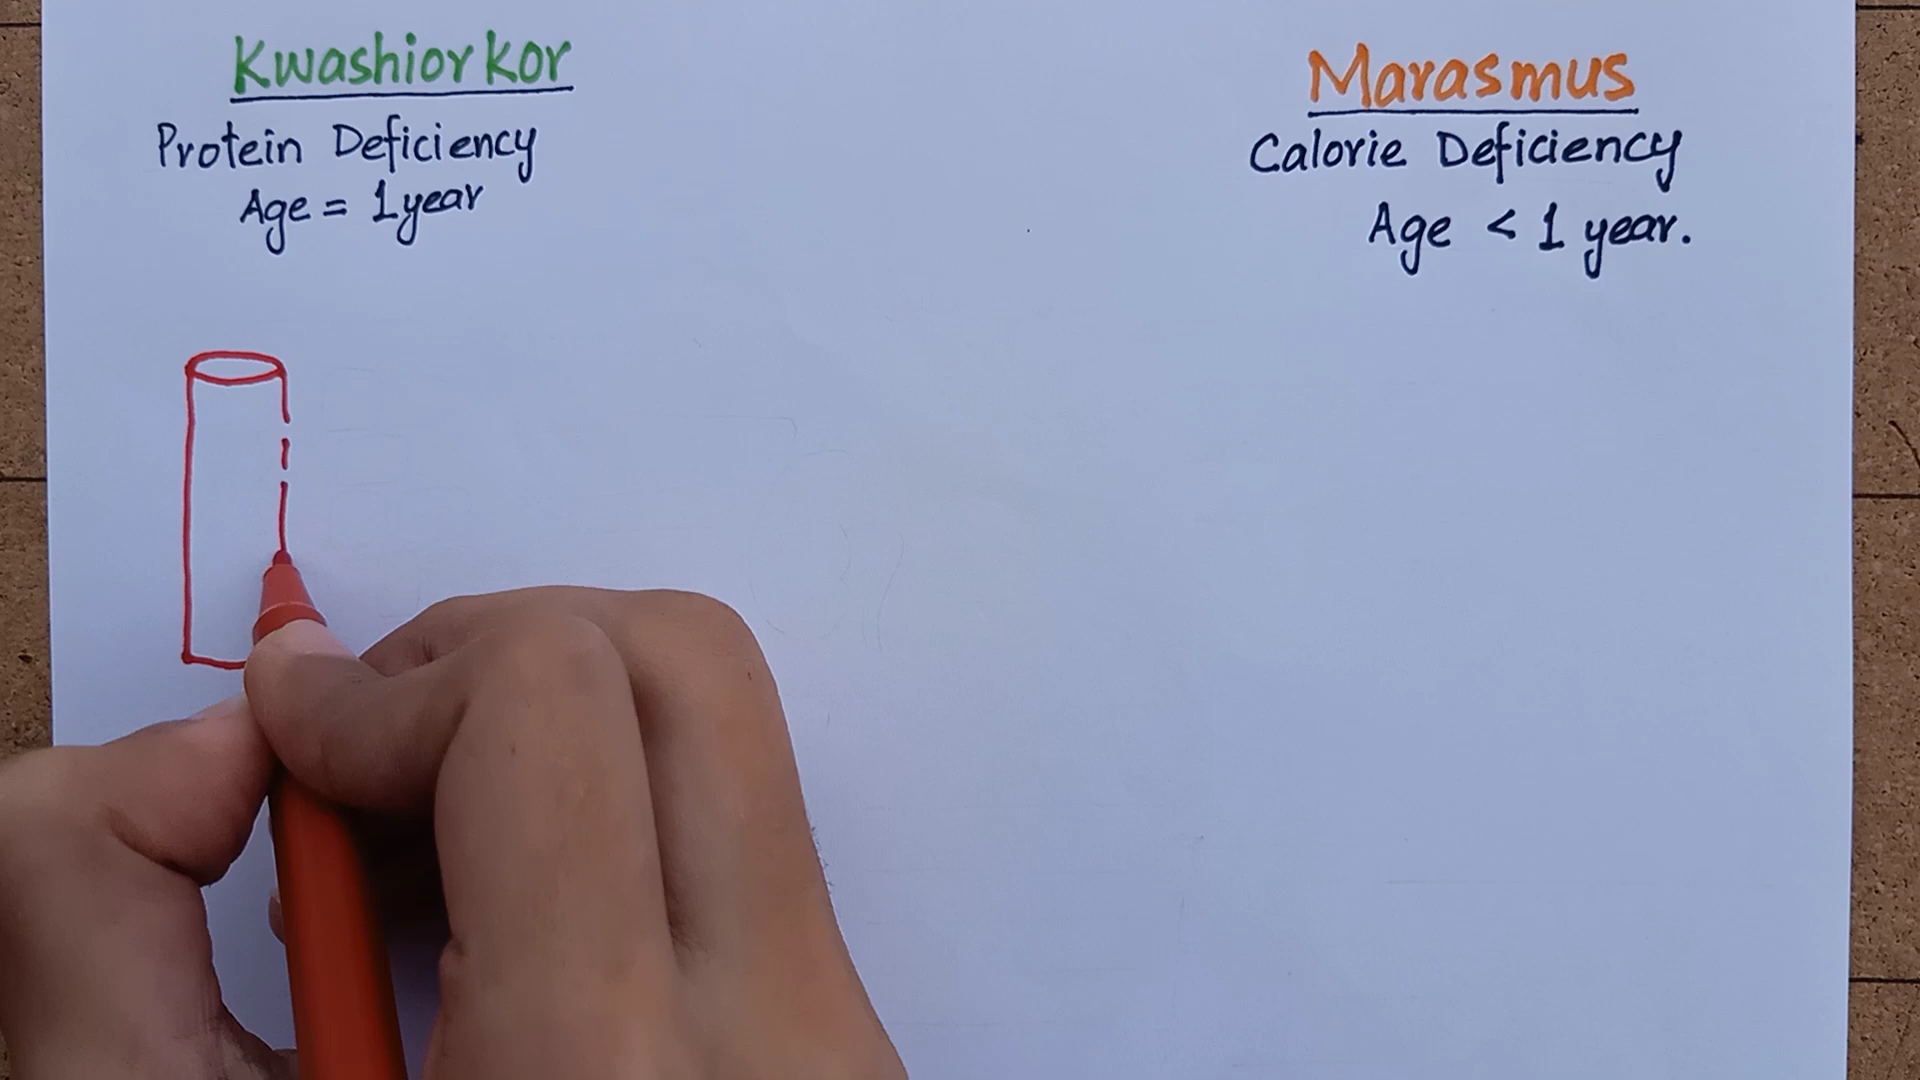 Kwashiorkor
Protein Deficiency
Age = 1 year
Marasmus
Calorie Deficiency
Age < 1 year.